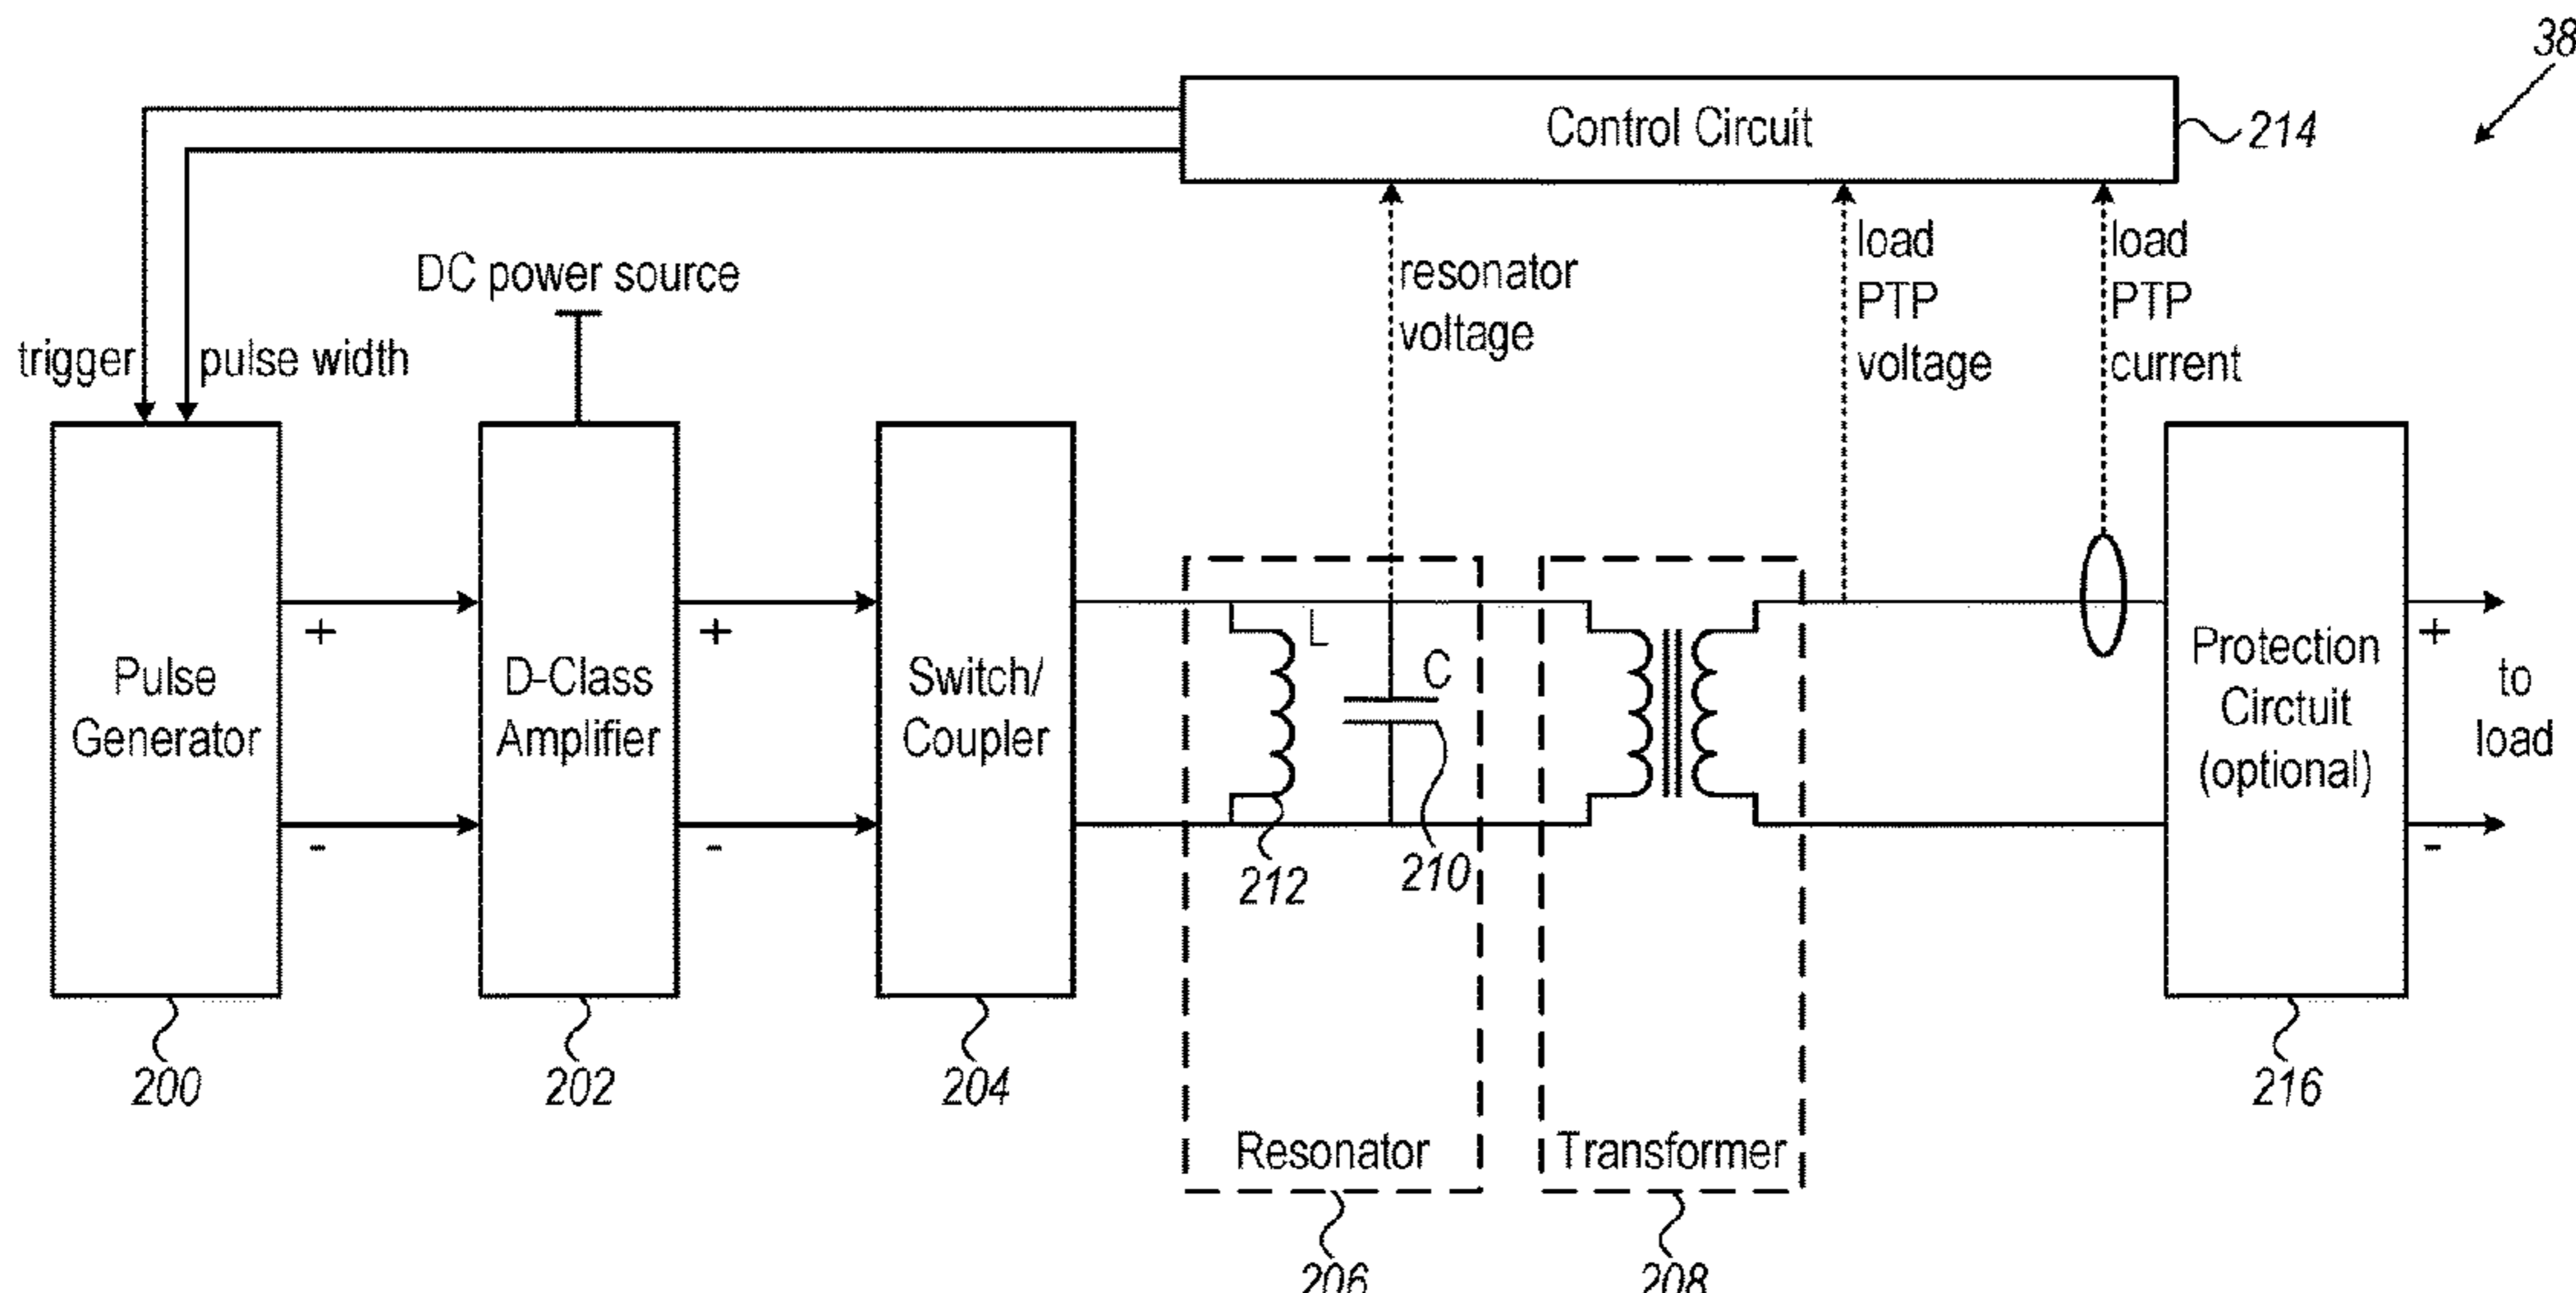 38
Control Circuit
214
DC power source
trigger
pulse width
resonator
voltage
load
PTP
voltage
load
PTP
current
Pulse
Generator
+
-
D-Class
Amplifier
+
-
Switch/
Coupler
L
C
212
210
Protection
Circtuit
(optional)
+
to
load
-
200
202
204
216
Resonator
Transformer
206
208